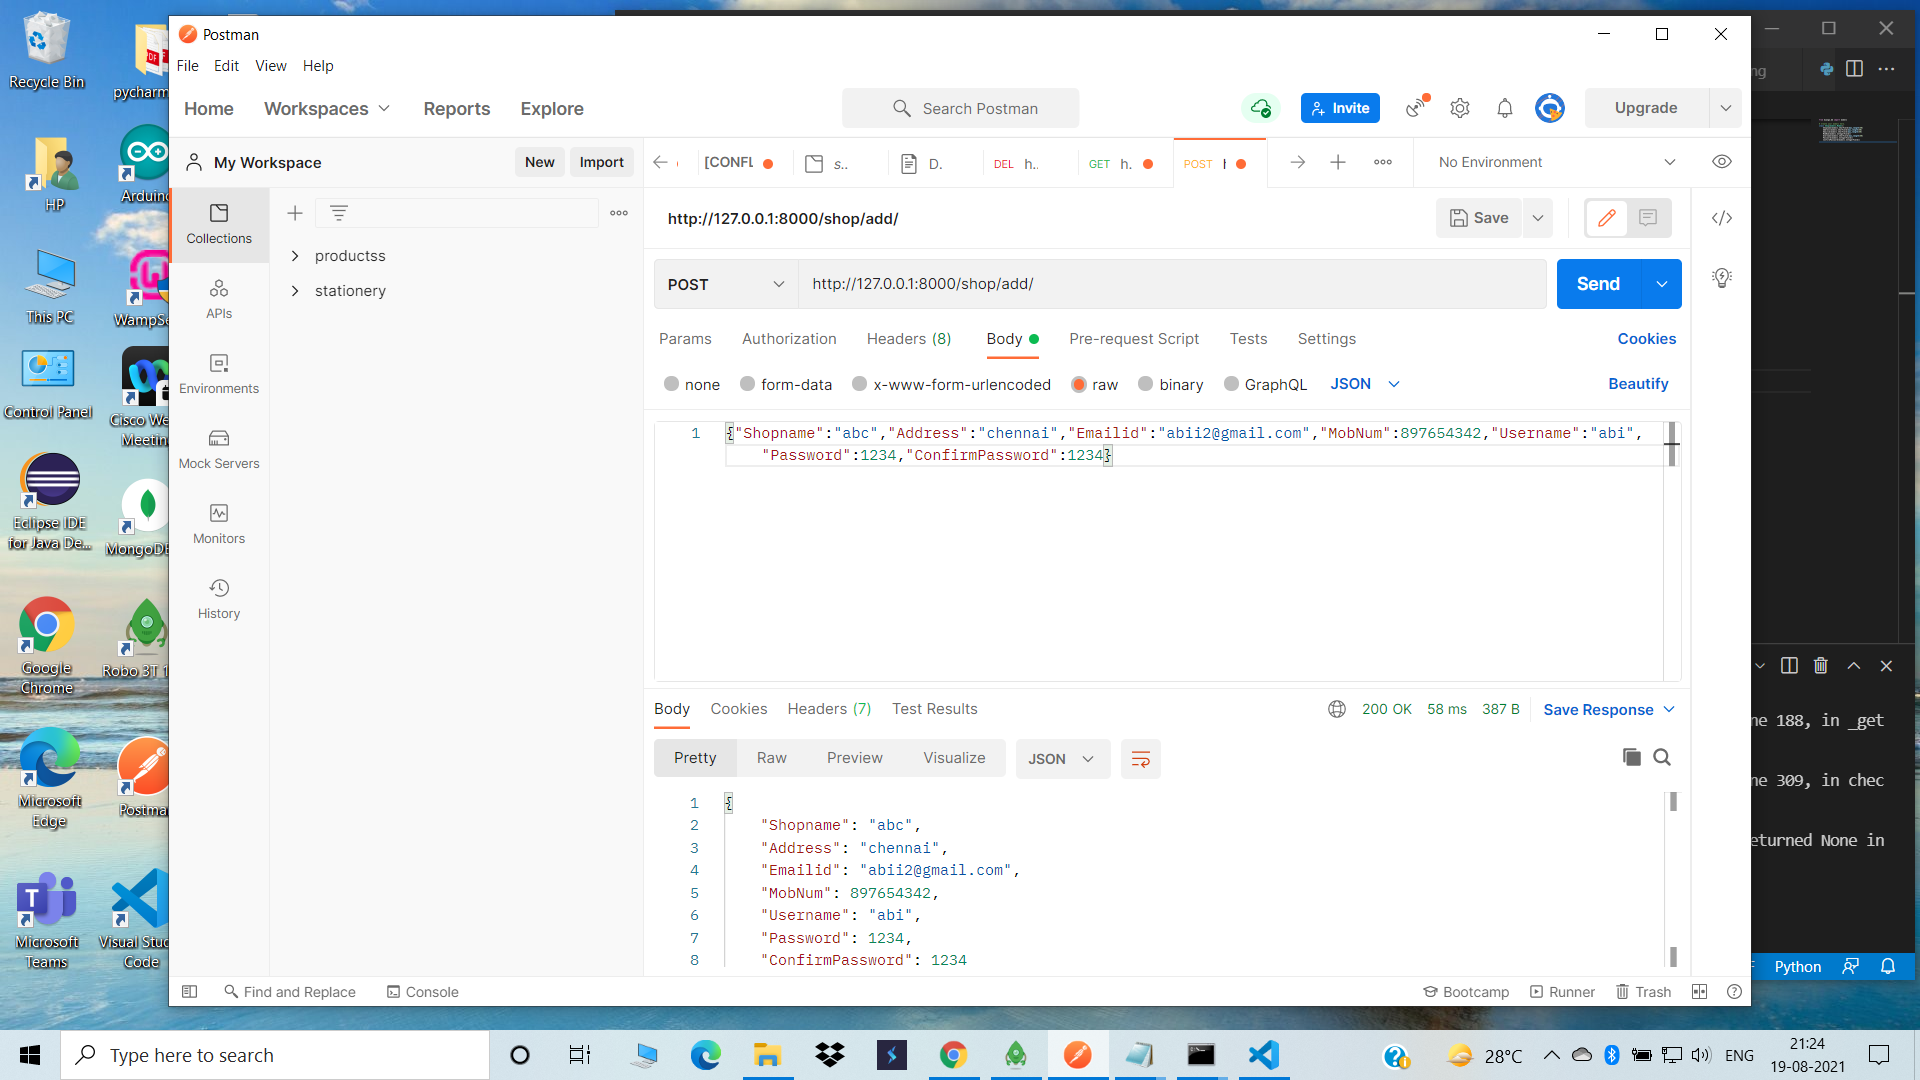 Recycle Bin
pycharm
HP
Arduino
This PC
WampSe
Control Panel
Cisco We
Meetin
Eclipse IDE
for Java De...
MongoDB
Google
Chrome
Robo 3T 1
Microsoft
Edge
Postma
Microsoft
Teams
Visual Stud
Code
Postman
File Edit View Help
Home Workspaces Reports Explore
Search Postman
Invite
Upgrade
My Workspace
New Import
[CONFL
s..
D.
DEL h..
GET h.
POST
No Environment
Collections
APIs
Environments
Mock Servers
Monitors
History
productss
stationery
http://127.0.0.1:8000/shop/add/
Save
POST http://127.0.0.1:8000/shop/add/
Send
Params Authorization Headers (8) Body Pre-request Script Tests Settings Cookies
none form-data x-www-form-urlencoded raw binary GraphQL JSON Beautify
1 {"Shopname":"abc","Address":"chennai","Emailid":"abii2@gmail.com","MobNum":897654342,"Username":"abi",
"Password":1234,"ConfirmPassword":1234}
Body Cookies Headers (7) Test Results 200 OK 58 ms 387 B Save Response
Pretty Raw Preview Visualize JSON
1 {
2 "Shopname": "abc",
3 "Address": "chennai",
4 "Emailid": "abii2@gmail.com",
5 "MobNum": 897654342,
6 "Username": "abi",
7 "Password": 1234,
8 "ConfirmPassword": 1234
Find and Replace Console
Bootcamp Runner Trash
ng
ne 188, in _get
ne 309, in chec
eturned None in
Python
Type here to search
28°C
ENG
21:24
19-08-2021